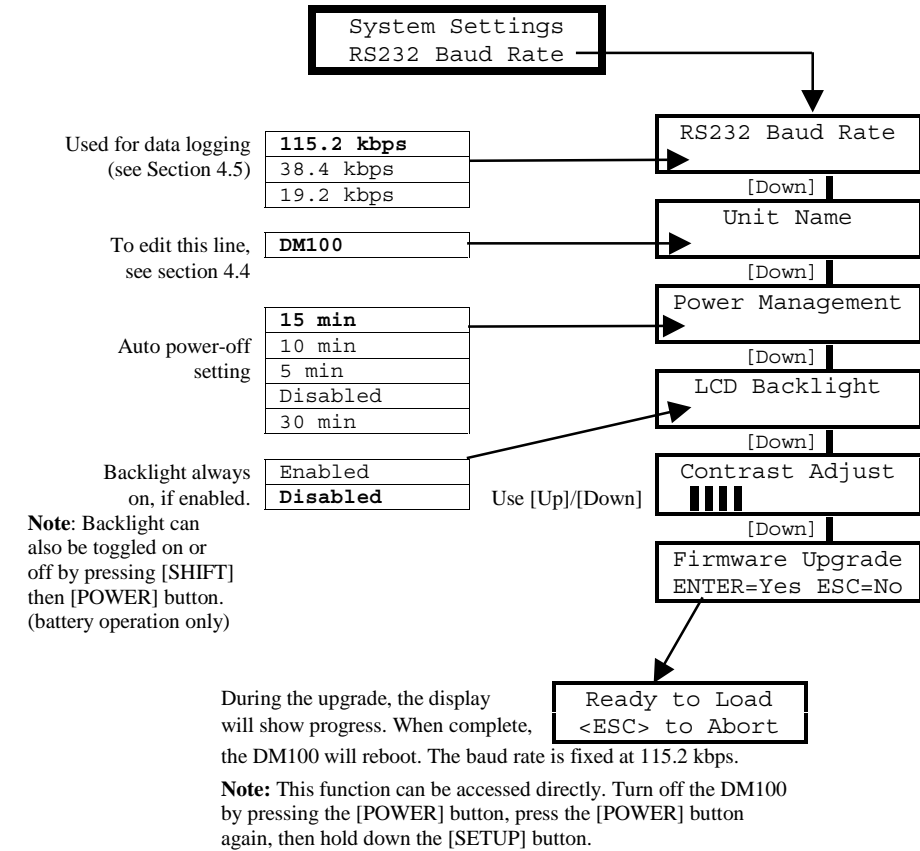 System Settings
RS232 Baud Rate
RS232 Baud Rate
Used for data logging
(see Section 4.5)
115.2 kbps
38.4 kbps
19.2 kbps
[Down]
Unit Name
To edit this line,
see section 4.4
DM100
[Down]
Power Management
Auto power-off
setting
15 min
10 min
5 min
Disabled
30 min
[Down]
LCD Backlight
[Down]
Backlight always
on, if enabled.
Enabled
Disabled
Note: Backlight can
also be toggled on or
off by pressing [SHIFT]
then [POWER] button.
(battery operation only)
Use [Up]/[Down]
Contrast Adjust
[Down]
Firmware Upgrade
ENTER=Yes ESC=No
Ready to Load
<ESC> to Abort
During the upgrade, the display
will show progress. When complete,
the DM100 will reboot. The baud rate is fixed at 115.2 kbps.
Note: This function can be accessed directly. Turn off the DM100
by pressing the [POWER] button, press the [POWER] button
again, then hold down the [SETUP] button.